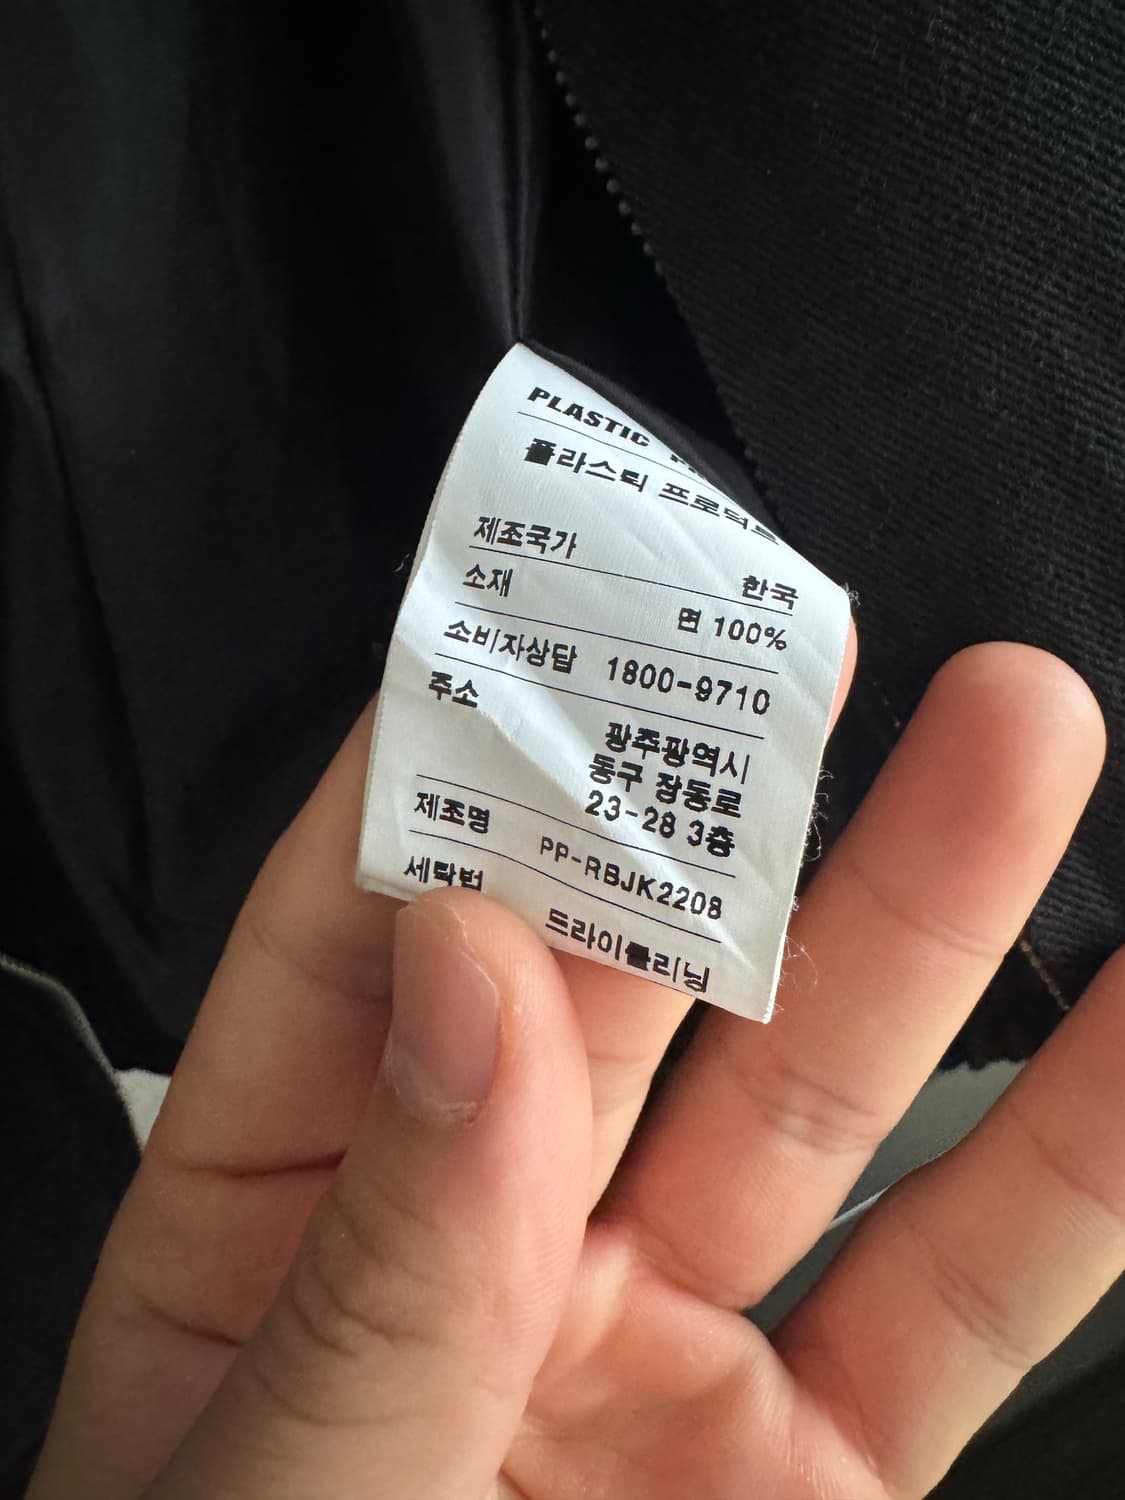 PLASTIC
플라스틱 프로덕트
제조국가 한국
소재 면 100%
소비자상담 1800-9710
주소 광주광역시
동구 장동로
23-28 3층
제조명 PP-RBJK2208
세탁법 드라이클리닝